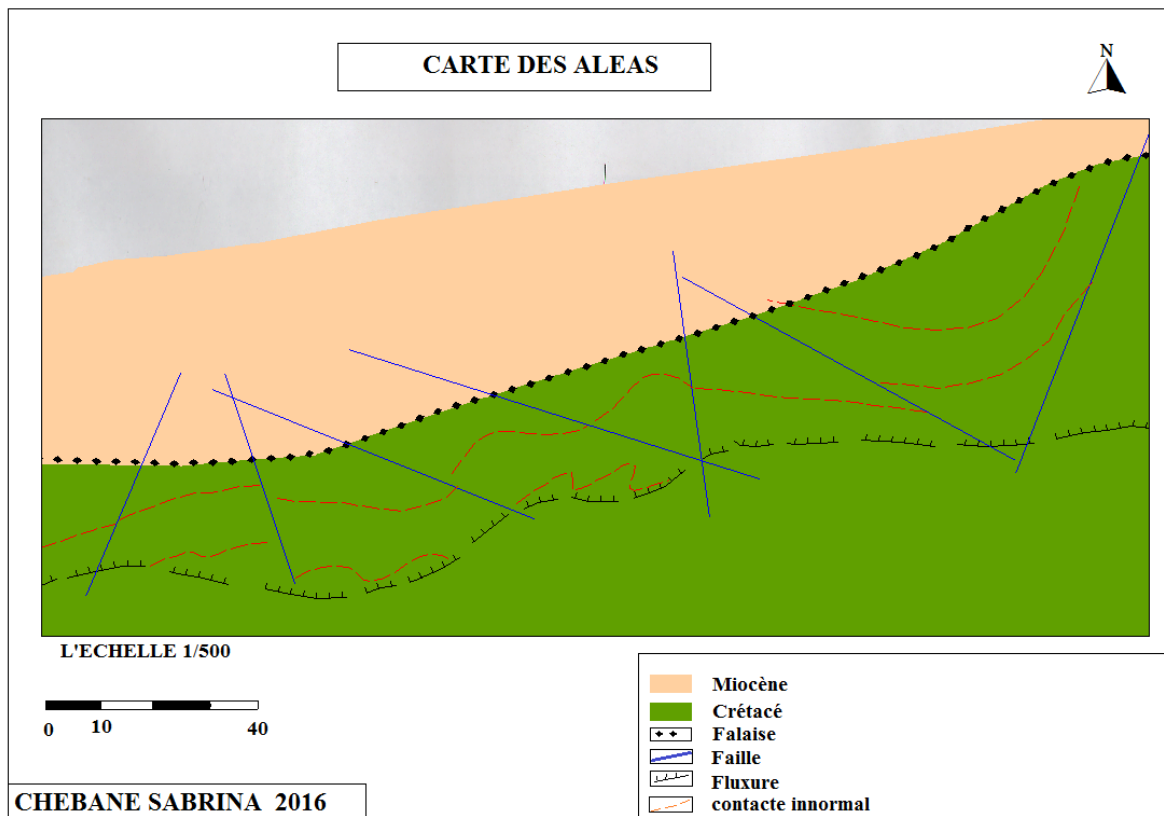 CARTE DES ALEAS
N
L'ECHELLE 1/500
0 10 40
Miocène
Crétacé
Falaise
Faille
Fluxure
contacte innormal
CHEBANE SABRINA 2016